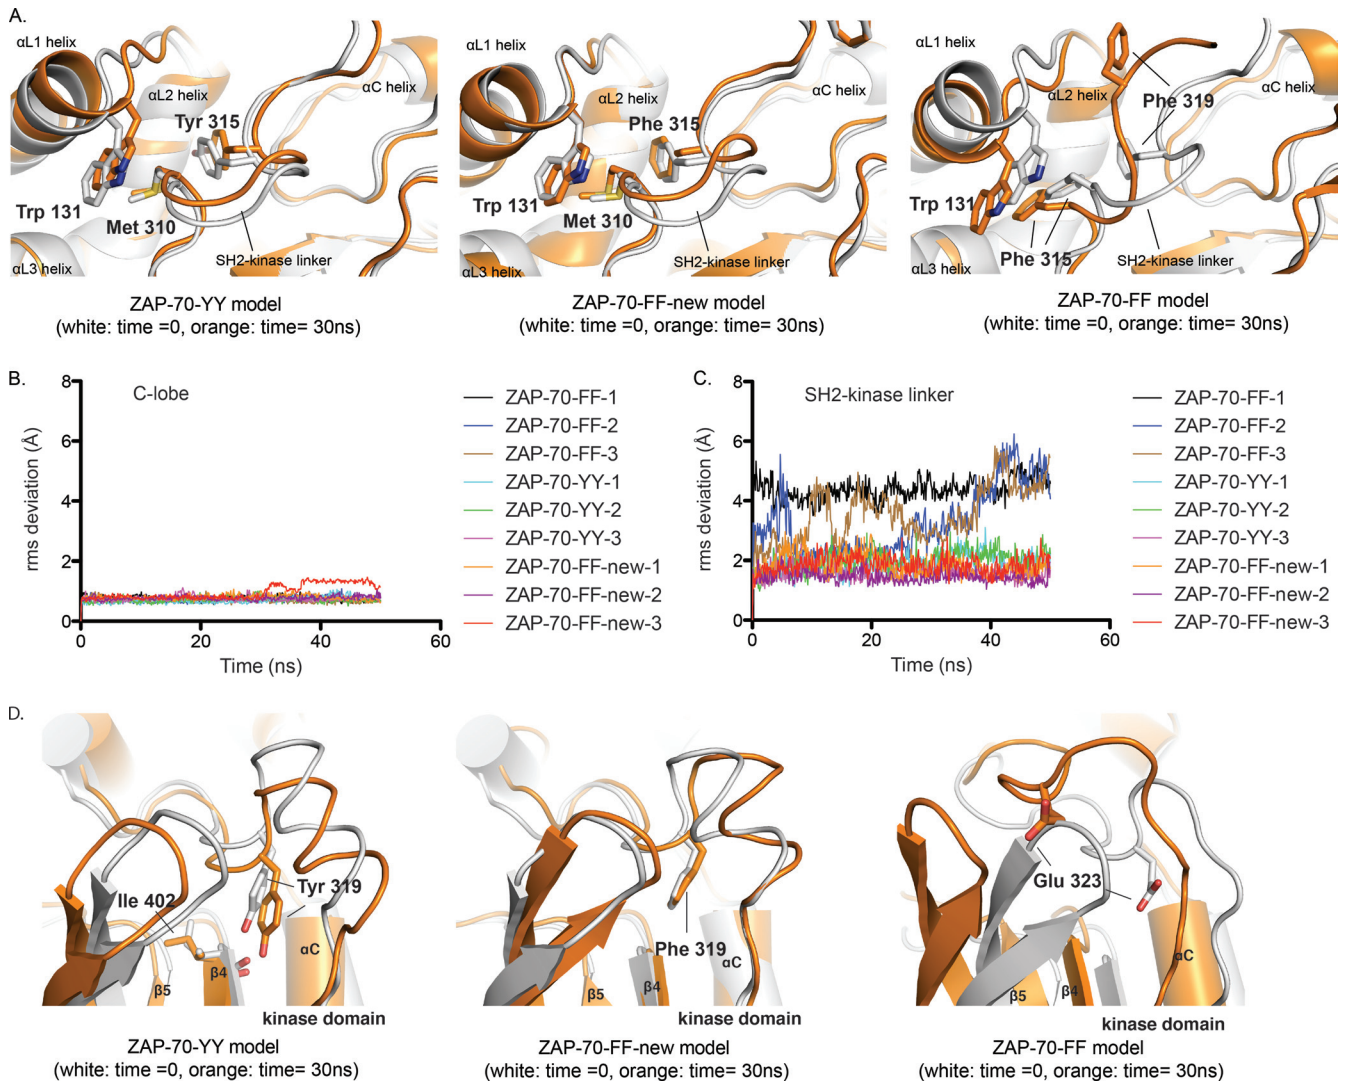 A.
αL1 helix
αL2 helix
αC helix
Tyr 315
Trp 131
Met 310
αL3 helix
SH2-kinase linker
ZAP-70-YY model
(white: time =0, orange: time= 30ns)
αL1 helix
αL2 helix
αC helix
Phe 315
Trp 131
Met 310
αL3 helix
SH2-kinase linker
ZAP-70-FF-new model
(white: time =0, orange: time= 30ns)
αL1 helix
αL2 helix
αC helix
Phe 319
Trp 131
Phe 315
αL3 helix
SH2-kinase linker
ZAP-70-FF model
(white: time =0, orange: time= 30ns)
B.
C-lobe
rms deviation (Å)
8
6
4
2
0
0
20
40
60
Time (ns)
ZAP-70-FF-1
ZAP-70-FF-2
ZAP-70-FF-3
ZAP-70-YY-1
ZAP-70-YY-2
ZAP-70-YY-3
ZAP-70-FF-new-1
ZAP-70-FF-new-2
ZAP-70-FF-new-3
C.
SH2-kinase linker
rms deviation (Å)
8
6
4
2
0
0
20
40
60
Time (ns)
ZAP-70-FF-1
ZAP-70-FF-2
ZAP-70-FF-3
ZAP-70-YY-1
ZAP-70-YY-2
ZAP-70-YY-3
ZAP-70-FF-new-1
ZAP-70-FF-new-2
ZAP-70-FF-new-3
D.
Ile 402
Tyr 319
αC
β4
β5
kinase domain
ZAP-70-YY model
(white: time =0, orange: time= 30ns)
Phe 319
αC
β4
β5
kinase domain
ZAP-70-FF-new model
(white: time =0, orange: time= 30ns)
Glu 323
αC
β4
β5
kinase domain
ZAP-70-FF model
(white: time =0, orange: time= 30ns)